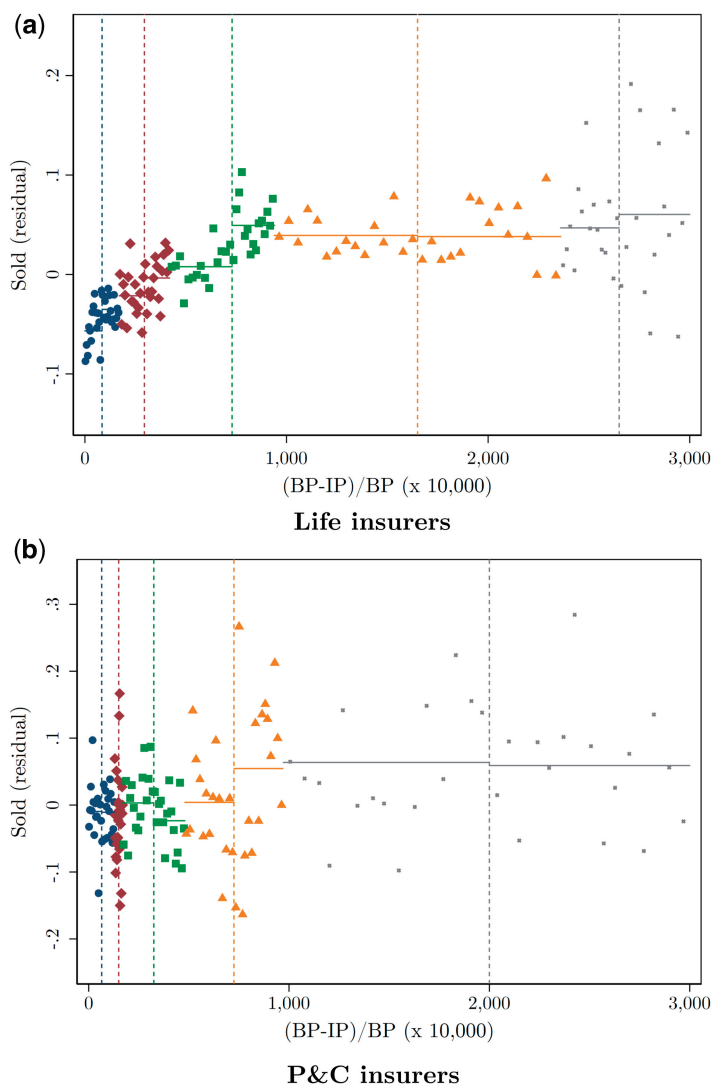 (a)
Sold (residual)
.2
.1
0
-.1
0 1,000 2,000 3,000
(BP-IP)/BP (x 10,000)
Life insurers
(b)
Sold (residual)
.3
.2
.1
0
-.1
-.2
0 1,000 2,000 3,000
(BP-IP)/BP (x 10,000)
P&C insurers